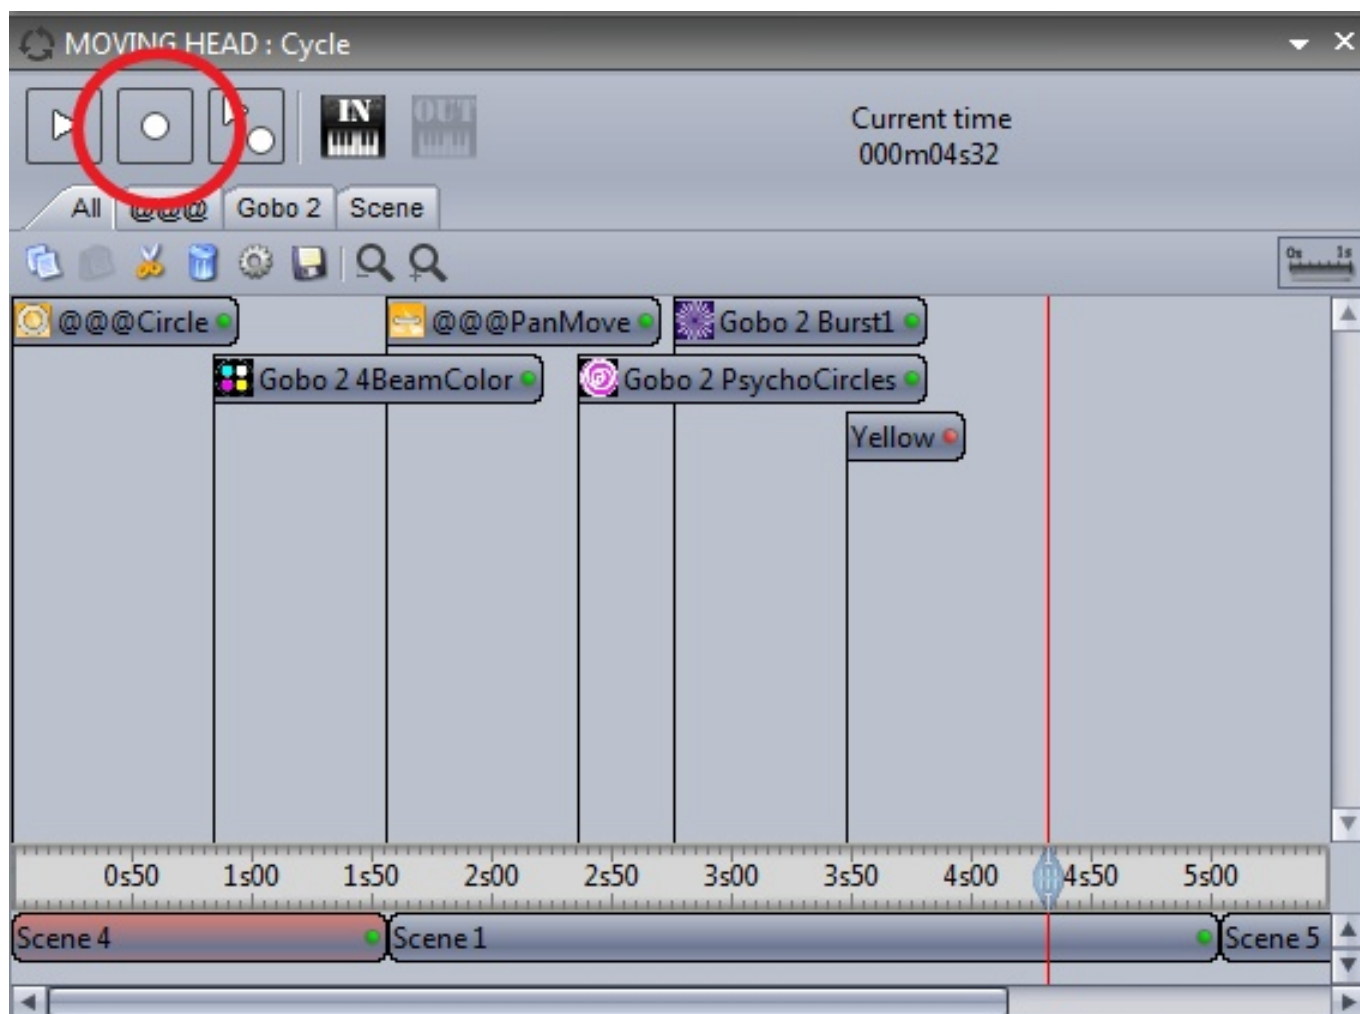 MOVING HEAD : Cycle
IN
OUT
Current time
000m04s32
All @@@ Gobo 2 Scene
0s 1s
@@@Circle @@@PanMove Gobo 2 Burst1
Gobo 2 4BeamColor Gobo 2 PsychoCircles
Yellow
0s50 1s00 1s50 2s00 2s50 3s00 3s50 4s00 4s50 5s00
Scene 4 Scene 1 Scene 5